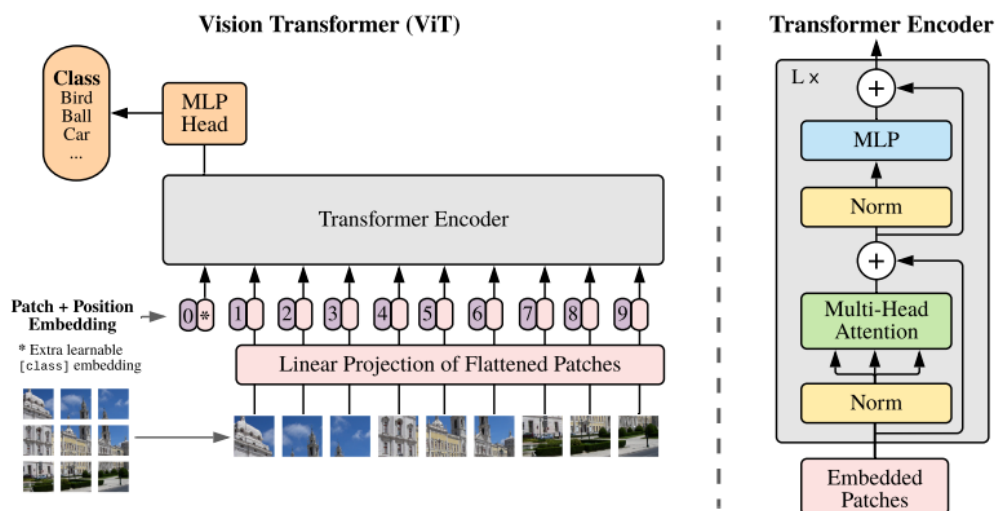 Vision Transformer (ViT)
Class
Bird
Ball
Car
...
MLP
Head
Transformer Encoder
Patch + Position
Embedding
0 * 1 2 3 4 5 6 7 8 9
* Extra learnable
[class] embedding
Linear Projection of Flattened Patches
Transformer Encoder
L x
+
MLP
Norm
+
Multi-Head
Attention
Norm
Embedded
Patches